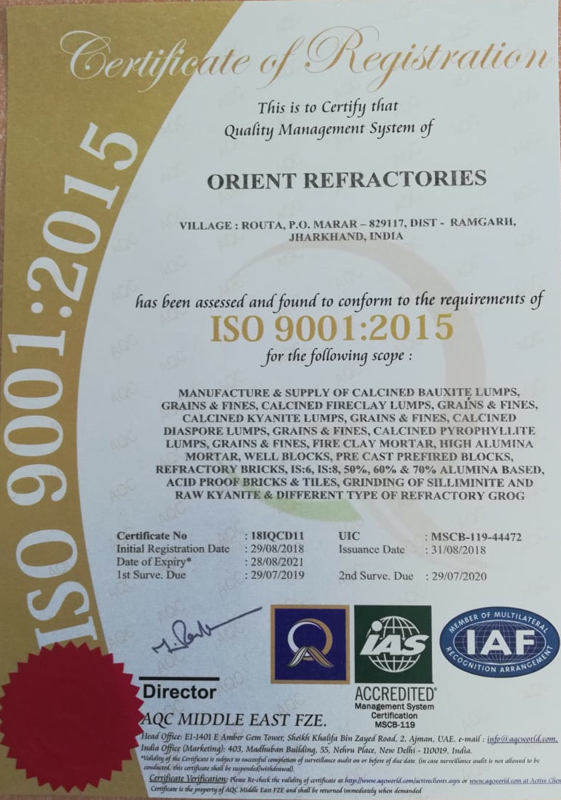 Certificate of Registration
This is to Certify that
Quality Management System of
ORIENT REFRACTORIES
VILLAGE : ROUTA, P.O. MARAR – 829117, DIST - RAMGARH,
JHARKHAND, INDIA
has been assessed and found to conform to the requirements of
ISO 9001:2015
for the following scope :
MANUFACTURE & SUPPLY OF CALCINED BAUXITE LUMPS,
GRAINS & FINES, CALCINED FIRECLAY LUMPS, GRAINS & FINES,
CALCINED KYANITE LUMPS, GRAINS & FINES, CALCINED
DIASPORE LUMPS, GRAINS & FINES, CALCINED PYROPHYLLITE
LUMPS, GRAINS & FINES, FIRE CLAY MORTAR, HIGH ALUMINA
MORTAR, WELL BLOCKS, PRE CAST PREFIRED BLOCKS,
REFRACTORY BRICKS, IS:6, IS:8, 50%, 60% & 70% ALUMINA BASED,
ACID PROOF BRICKS & TILES, GRINDING OF SILLIMINITE AND
RAW KYANITE & DIFFERENT TYPE OF REFRACTORY GROG
ISO 9001:2015
Certificate No : 18IQCD11 UIC : MSCB-119-44472
Initial Registration Date : 29/08/2018 Issuance Date : 31/08/2018
Date of Expiry* : 28/08/2021
1st Surve. Due : 29/07/2019 2nd Surve. Due : 29/07/2020
IAS
MEMBER OF MULTILATERAL
IAF
RECOGNITION ARRANGEMENT
Director
ACCREDITED
Management System
Certification
MSCB-119
AQC MIDDLE EAST FZE.
Head Office: E1-1401 E Amber Gem Tower, Sheikh Khalifa Bin Zayed Road, 2, Ajman, UAE. e-mail : info@aqcworld.com,
India Office (Marketing): 403, Madhuban Building, 55, Nehru Place, New Delhi - 110019, India.
*Validity of the Certificate is subject to successful completion of surveillance audit on or before of due date. (in case surveillance audit is not allowed to be
conducted, this certificate shall be suspended/withdrawal).
Certificate Verification: Please Re-check the validity of certificate at http://www.aqcworld.com/activeclients.aspx or www.aqcworld.com at Active
Certificate is the property of AQC Middle East FZE and shall be returned immediately when demanded